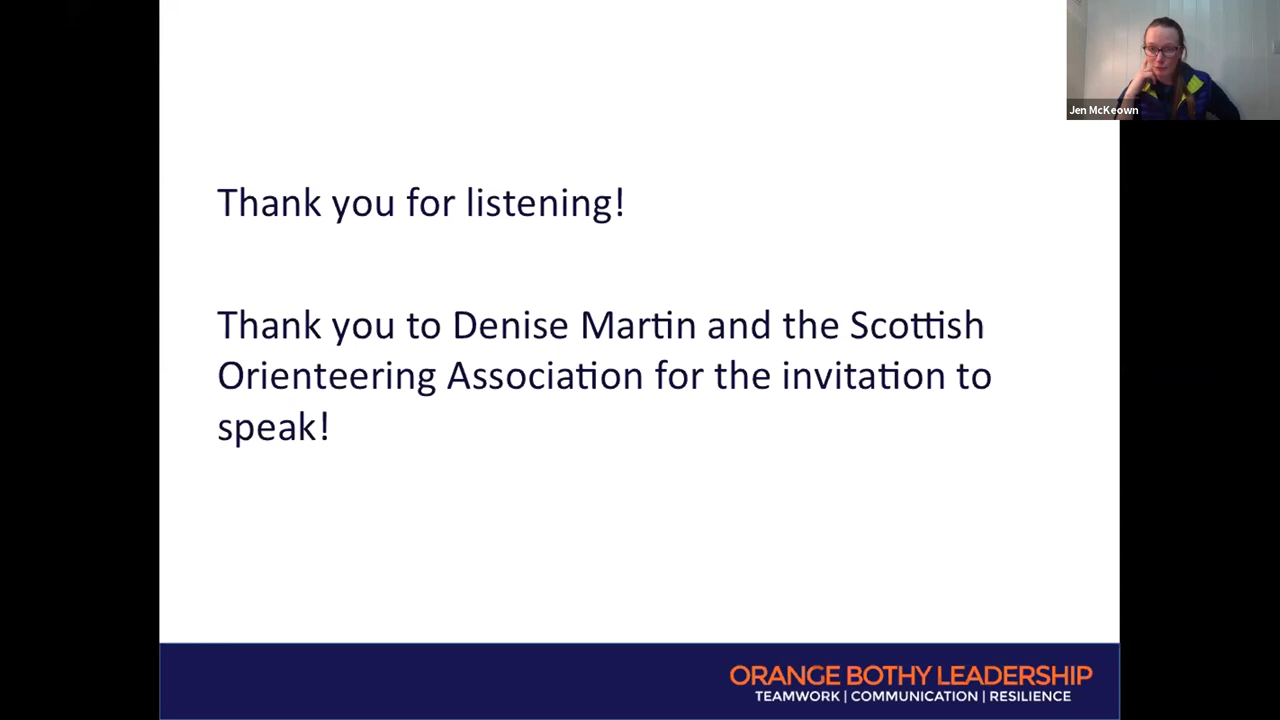 Jen McKeown
Thank you for listening!
Thank you to Denise Martin and the Scottish
Orienteering Association for the invitation to
speak!
ORANGE BOTHY LEADERSHIP
TEAMWORK | COMMUNICATION | RESILIENCE